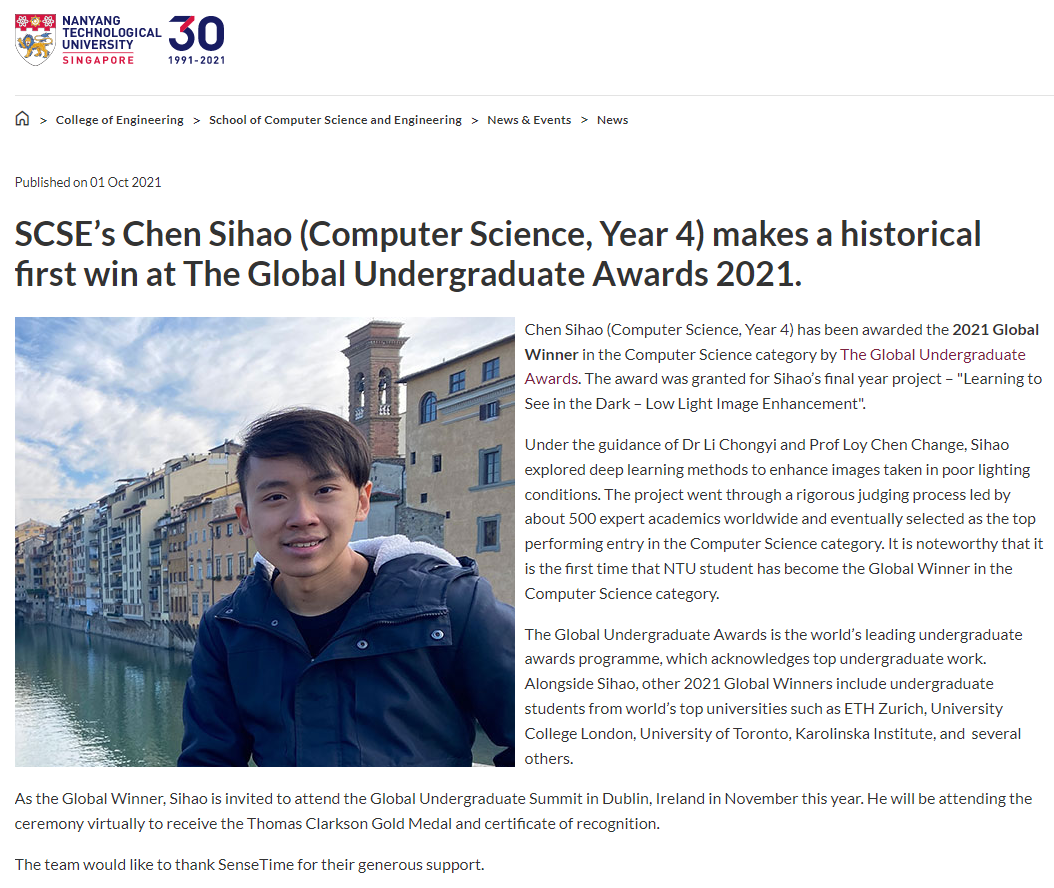 NANYANG
TECHNOLOGICAL
UNIVERSITY
SINGAPORE
30
1991-2021
> College of Engineering > School of Computer Science and Engineering > News & Events > News
Published on 01 Oct 2021
SCSE’s Chen Sihao (Computer Science, Year 4) makes a historical
first win at The Global Undergraduate Awards 2021.
Chen Sihao (Computer Science, Year 4) has been awarded the 2021 Global
Winner in the Computer Science category by The Global Undergraduate
Awards. The award was granted for Sihao’s final year project – "Learning to
See in the Dark – Low Light Image Enhancement".
Under the guidance of Dr Li Chongyi and Prof Loy Chen Change, Sihao
explored deep learning methods to enhance images taken in poor lighting
conditions. The project went through a rigorous judging process led by
about 500 expert academics worldwide and eventually selected as the top
performing entry in the Computer Science category. It is noteworthy that it
is the first time that NTU student has become the Global Winner in the
Computer Science category.
The Global Undergraduate Awards is the world’s leading undergraduate
awards programme, which acknowledges top undergraduate work.
Alongside Sihao, other 2021 Global Winners include undergraduate
students from world’s top universities such as ETH Zurich, University
College London, University of Toronto, Karolinska Institute, and several
others.
As the Global Winner, Sihao is invited to attend the Global Undergraduate Summit in Dublin, Ireland in November this year. He will be attending the
ceremony virtually to receive the Thomas Clarkson Gold Medal and certificate of recognition.
The team would like to thank SenseTime for their generous support.